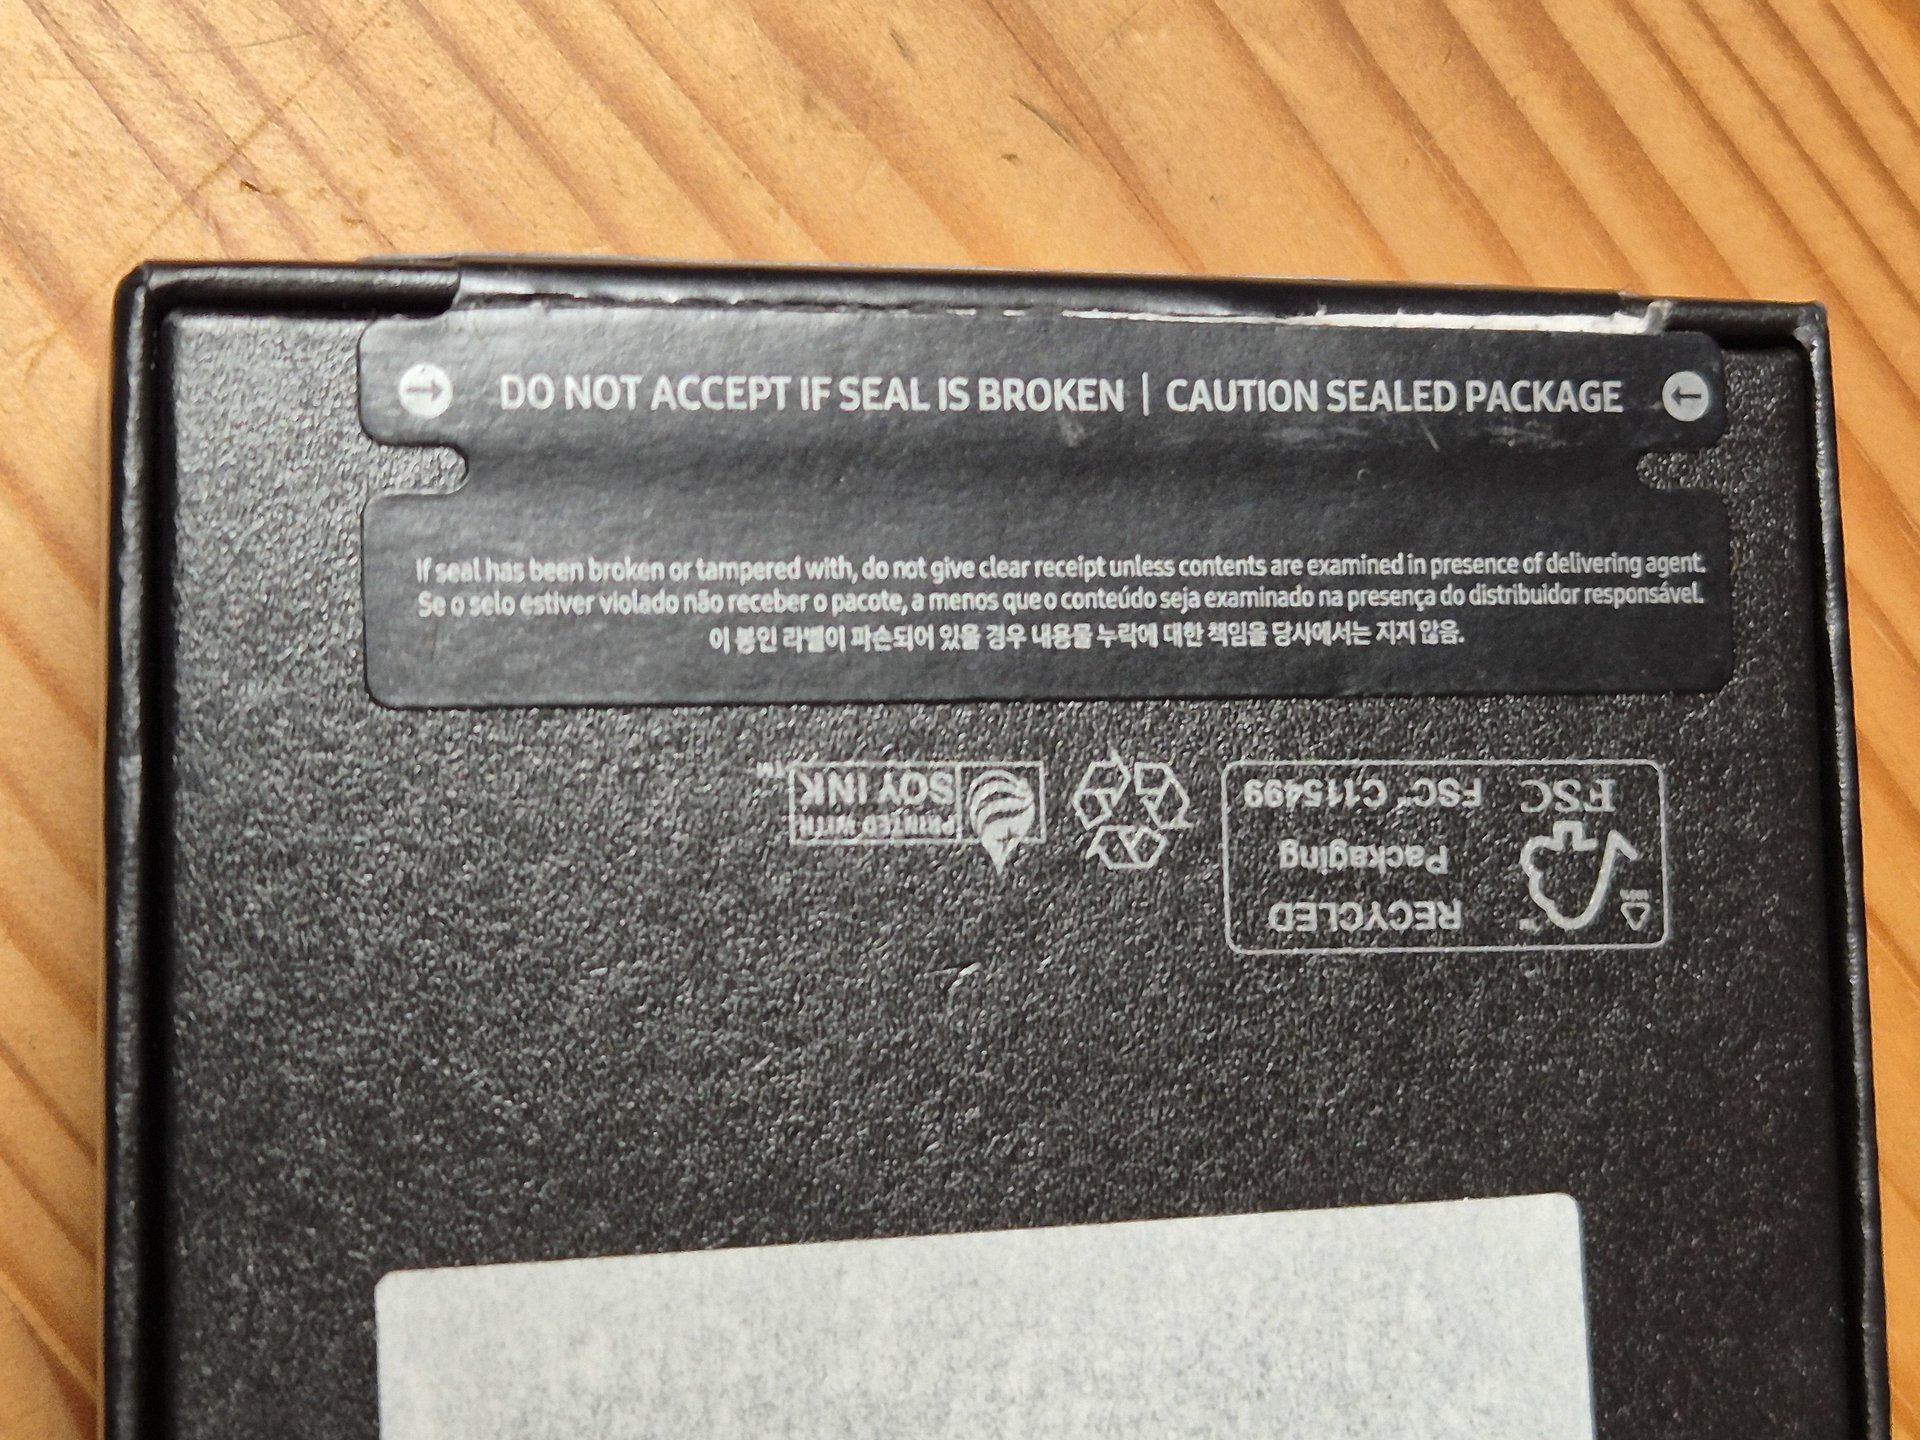 DO NOT ACCEPT IF SEAL IS BROKEN | CAUTION SEALED PACKAGE
If seal has been broken or tampered with, do not give clear receipt unless contents are examined in presence of delivering agent.
Se o selo estiver violado não receber o pacote, a menos que o conteúdo seja examinado na presença do distribuidor responsável.
이 봉인 라벨이 파손되어 있을 경우 내용물 누락에 대한 책임을 당사에서는 지지 않음.
PRINTED WITH
SOY INK™
RECYCLED
Packaging
FSC™ C115499
FSC